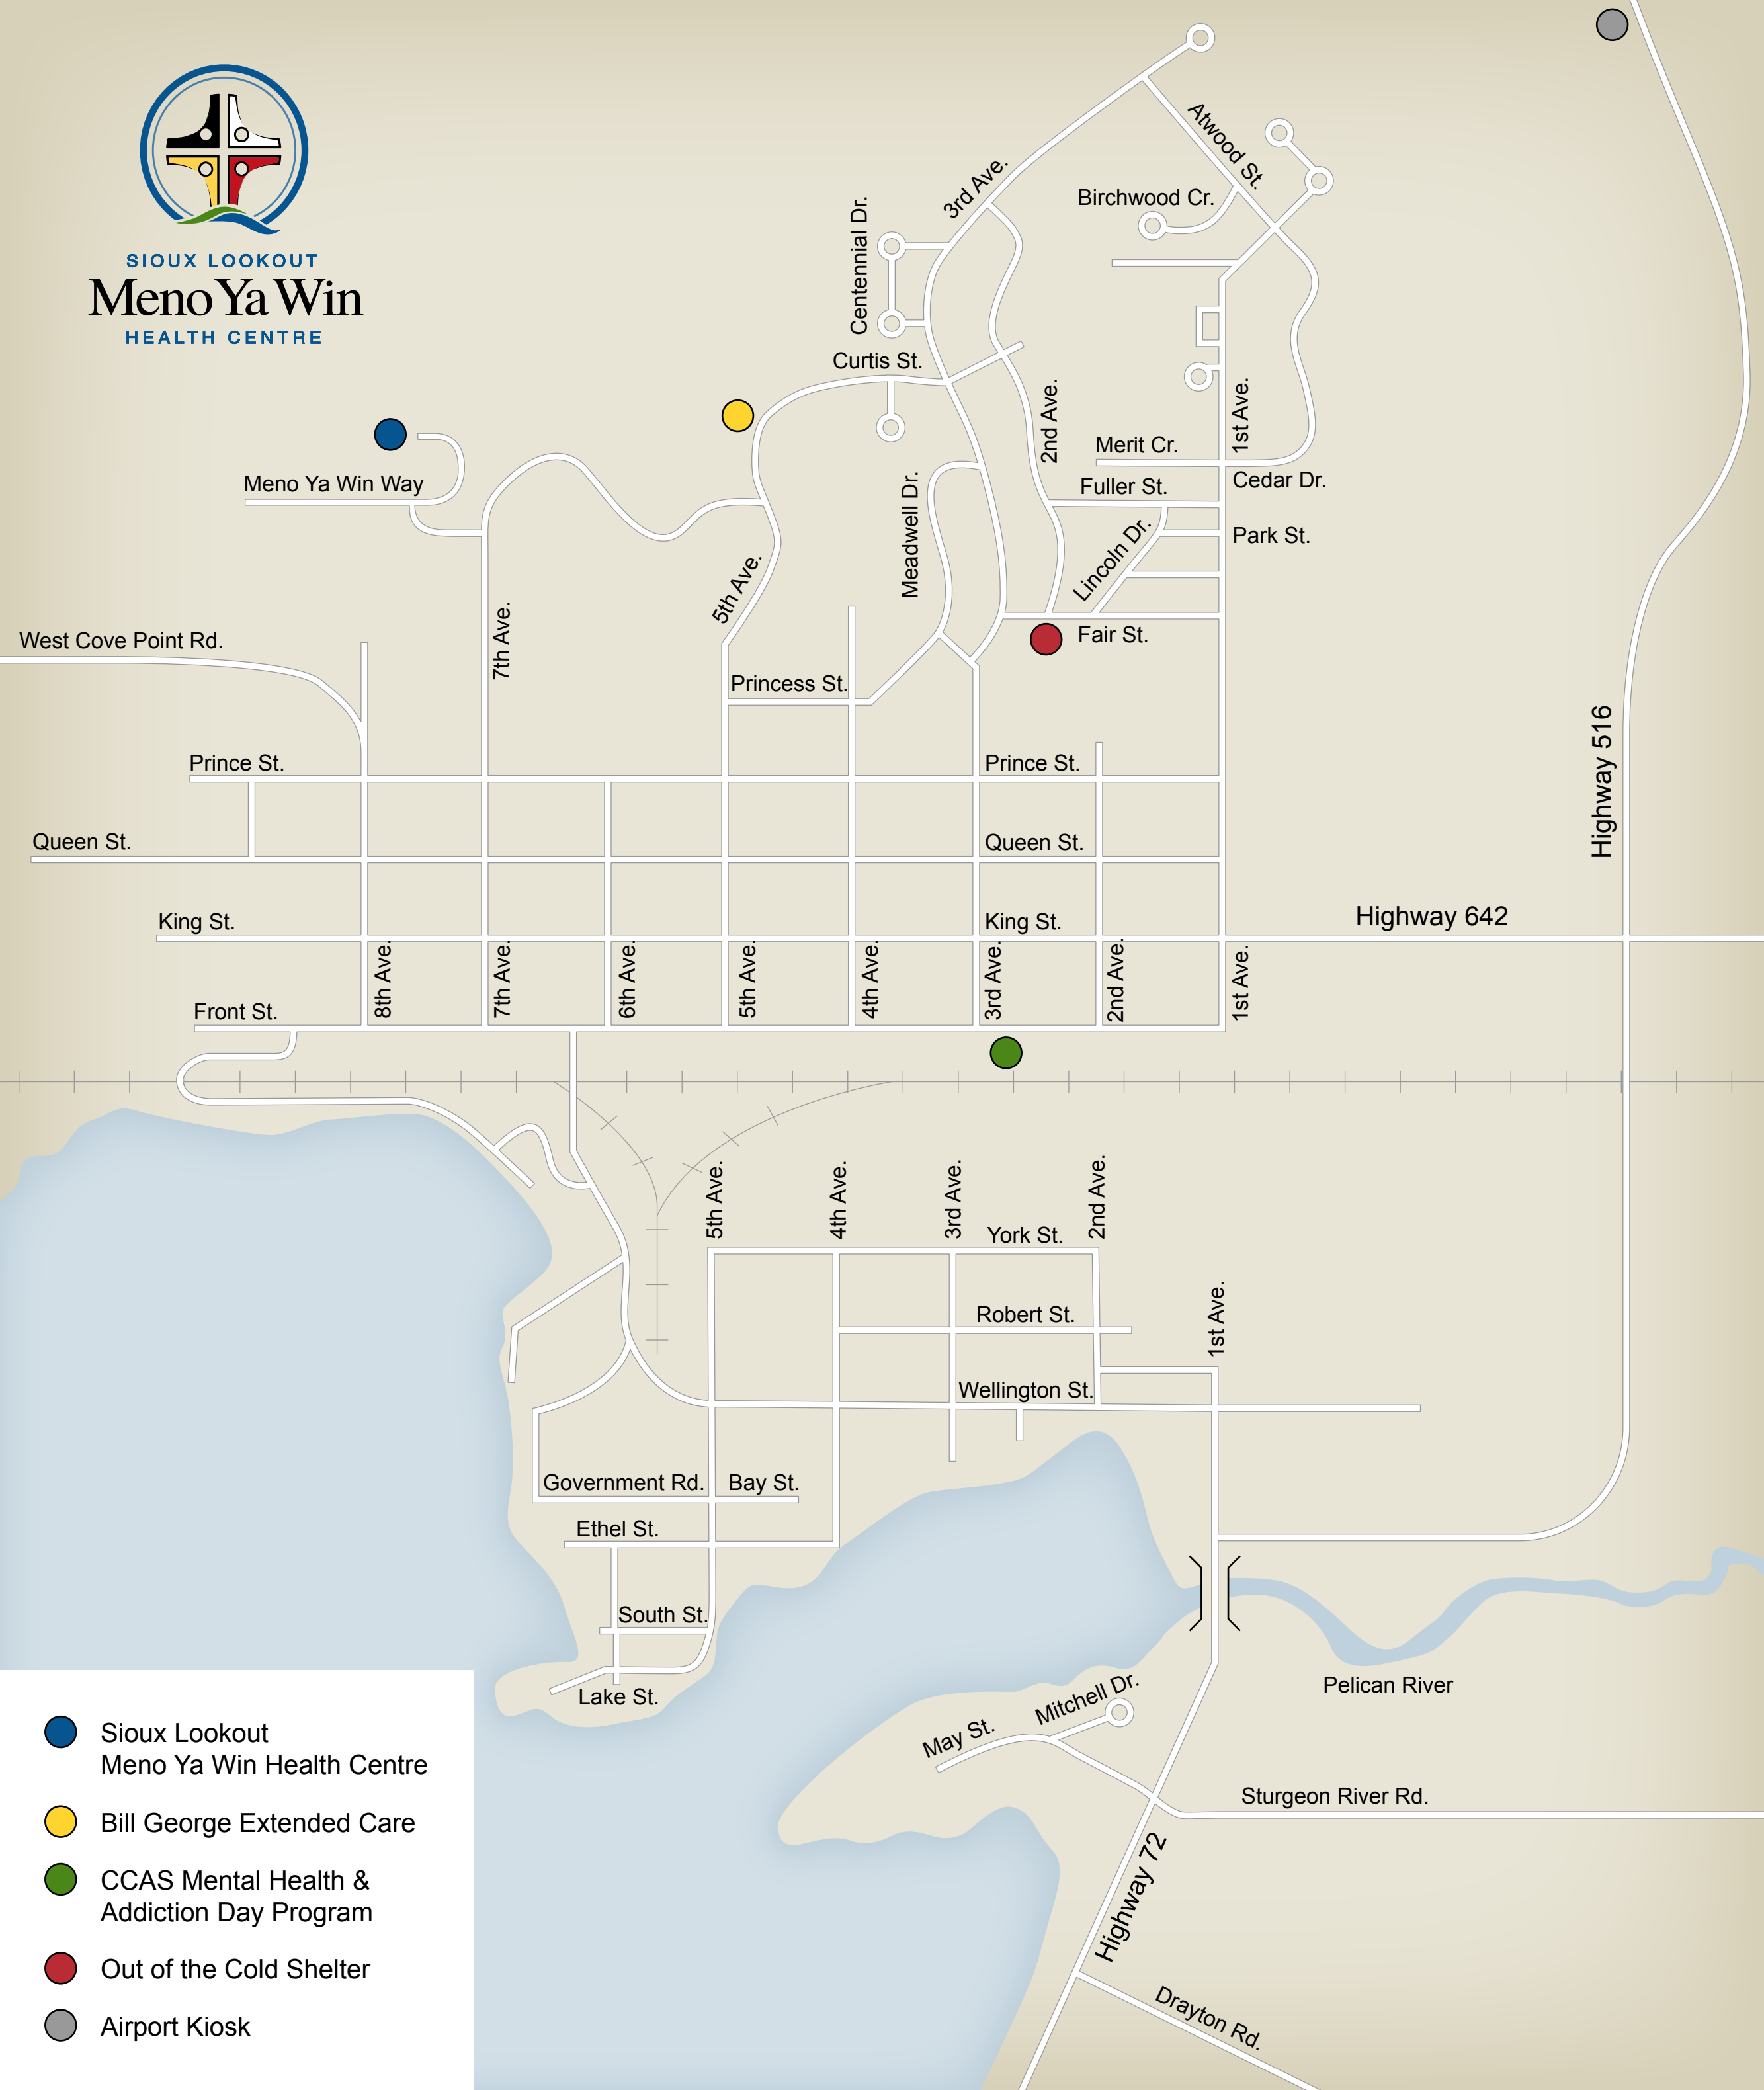 SIOUX LOOKOUT
Meno Ya Win
HEALTH CENTRE
Atwood St.
3rd Ave.
Birchwood Cr.
Centennial Dr.
Curtis St.
2nd Ave.
1st Ave.
Merit Cr.
Meno Ya Win Way
Cedar Dr.
Fuller St.
Meadwell Dr.
Park St.
Lincoln Dr.
5th Ave.
7th Ave.
West Cove Point Rd.
Fair St.
Princess St.
Highway 516
Prince St.
Prince St.
Queen St.
Queen St.
King St.
King St.
Highway 642
8th Ave.
7th Ave.
6th Ave.
5th Ave.
4th Ave.
3rd Ave.
2nd Ave.
1st Ave.
Front St.
5th Ave.
4th Ave.
3rd Ave.
2nd Ave.
York St.
Robert St.
1st Ave.
Wellington St.
Government Rd.
Bay St.
Ethel St.
South St.
Lake St.
Pelican River
Mitchell Dr.
May St.
Sturgeon River Rd.
Highway 72
Drayton Rd.
Sioux Lookout
Meno Ya Win Health Centre
Bill George Extended Care
CCAS Mental Health &
Addiction Day Program
Out of the Cold Shelter
Airport Kiosk